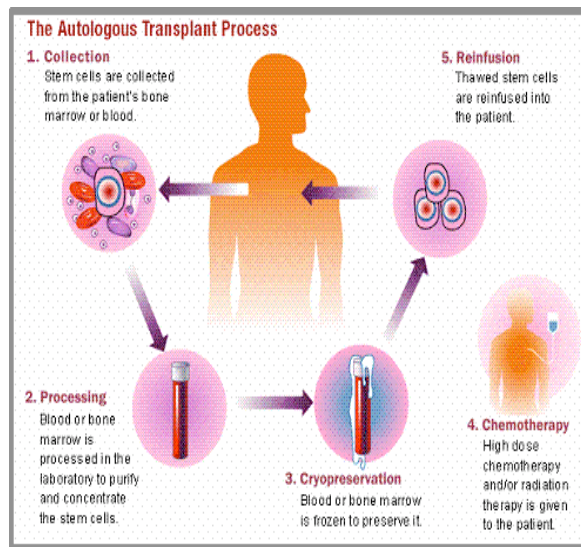 The Autologous Transplant Process
1. Collection
Stem cells are collected
from the patient's bone
marrow or blood.
2. Processing
Blood or bone
marrow is
processed in the
laboratory to purify
and concentrate
the stem cells.
3. Cryopreservation
Blood or bone marrow
is frozen to preserve it.
4. Chemotherapy
High dose
chemotherapy
and/or radiation
therapy is given
to the patient.
5. Reinfusion
Thawed stem cells
are reinfused into
the patient.